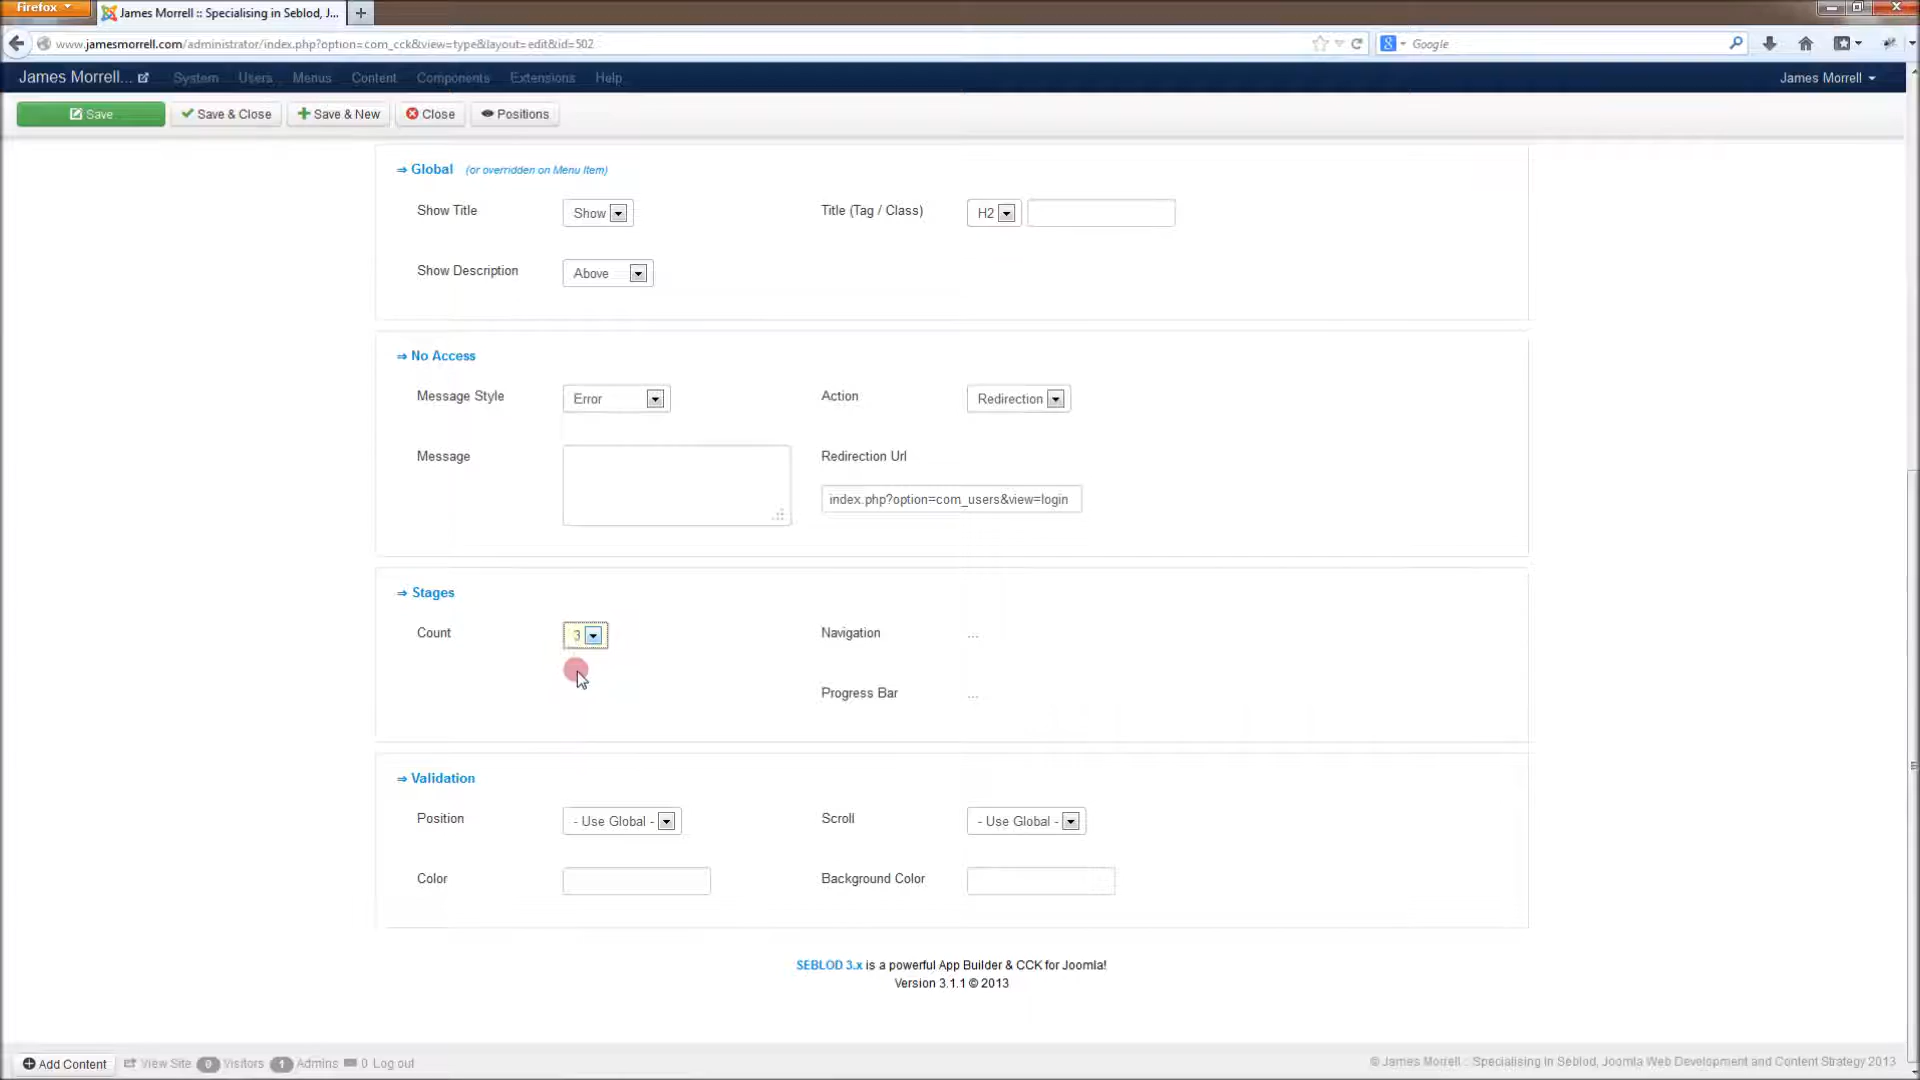 Firefox
James Morrell :: Specialising in Seblod, J...
www.jamesmorrell.com/administrator/index.php?option=com_cck&view=type&layout=edit&id=502
Google
James Morrell... System Users Menus Content Components Extensions Help James Morrell
Save Save & Close Save & New Close Positions
⇒ Global (or overridden on Menu Item)
Show Title Show Title (Tag / Class) H2
Show Description Above
⇒ No Access
Message Style Error Action Redirection
Message Redirection Url
index.php?option=com_users&view=login
⇒ Stages
Count 3 Navigation ...
Progress Bar ...
⇒ Validation
Position - Use Global - Scroll - Use Global -
Color Background Color
SEBLOD 3.x is a powerful App Builder & CCK for Joomla!
Version 3.1.1 © 2013
Add Content View Site 0 Visitors 1 Admins 0 Log out © James Morrell :: Specialising in Seblod, Joomla Web Development and Content Strategy 2013